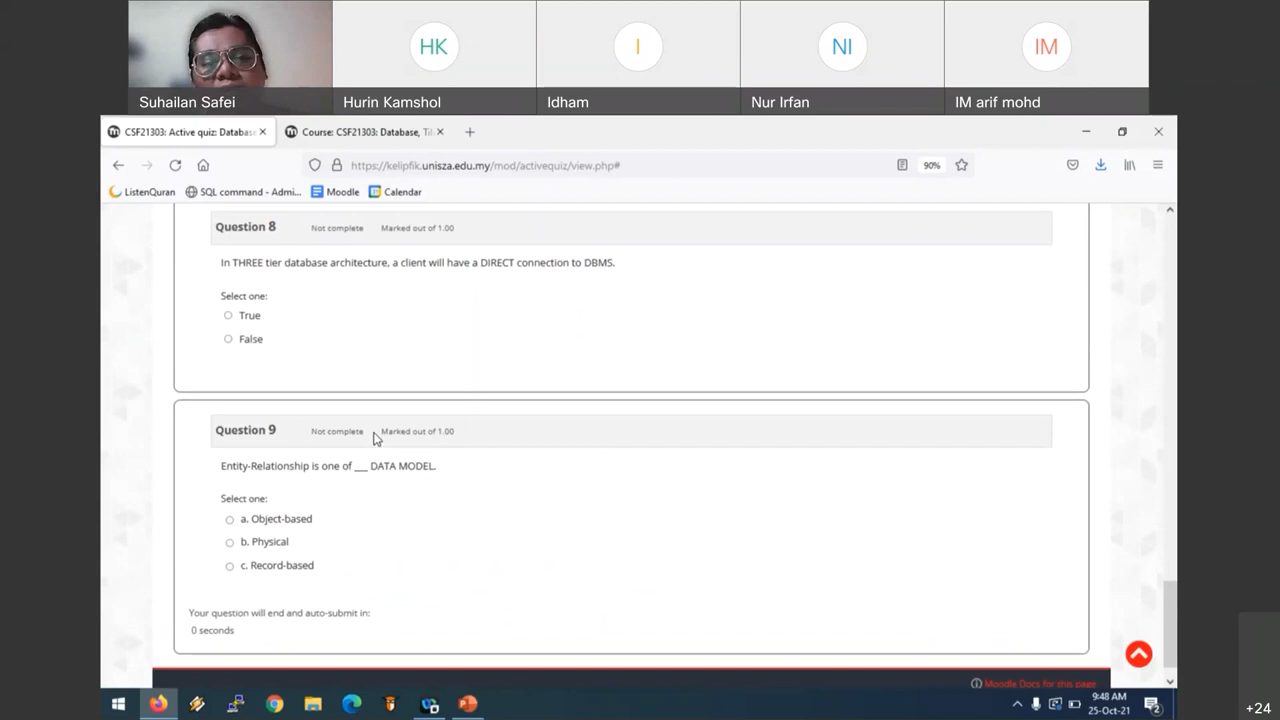 HK
I
NI
IM
Suhailan Safei
Hurin Kamshol
Idham
Nur Irfan
IM arif mohd
CSF21303: Active quiz: Database
Course: CSF21303: Database, Ti
https://kelipfik.unisza.edu.my/mod/activequiz/view.php#
90%
ListenQuran
SQL command - Admi...
Moodle
Calendar
Question 8
Not complete
Marked out of 1.00
In THREE tier database architecture, a client will have a DIRECT connection to DBMS.
Select one:
True
False
Question 9
Not complete
Marked out of 1.00
Entity-Relationship is one of ___ DATA MODEL.
Select one:
a. Object-based
b. Physical
c. Record-based
Your question will end and auto-submit in:
0 seconds
Moodle Docs for this page
9:48 AM
25-Oct-21
2
+24